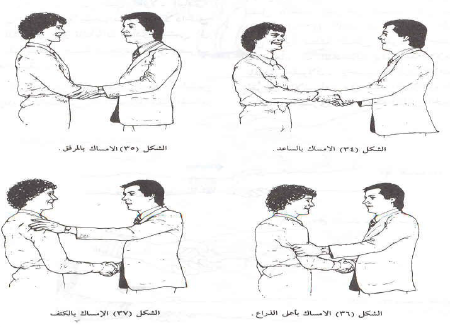 الشكل (٣٤) الامساك بالساعد .
الشكل (٣٥) الامساك بالمرفق .
الشكل (٣٦) الامساك بأعلى الذراع .
الشكل (٣٧) الإمساك بالكتف